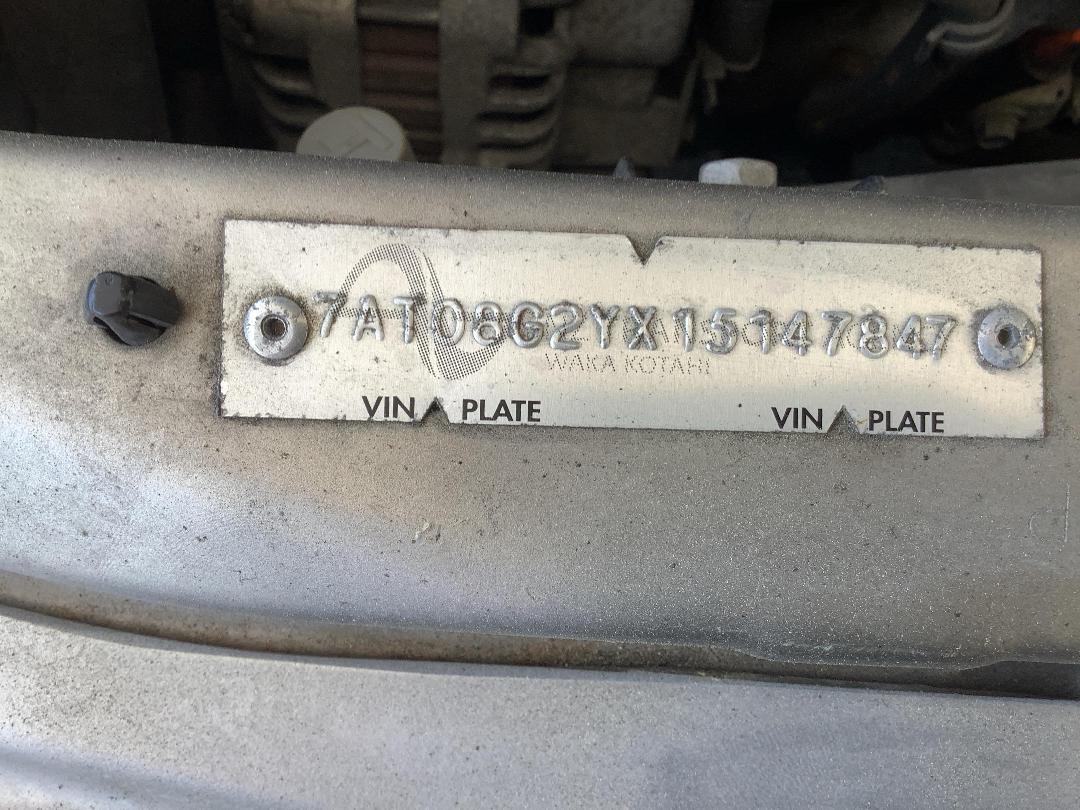 7AT08G2YX15147847
WAKA KOTAHI
VIN PLATE VIN PLATE